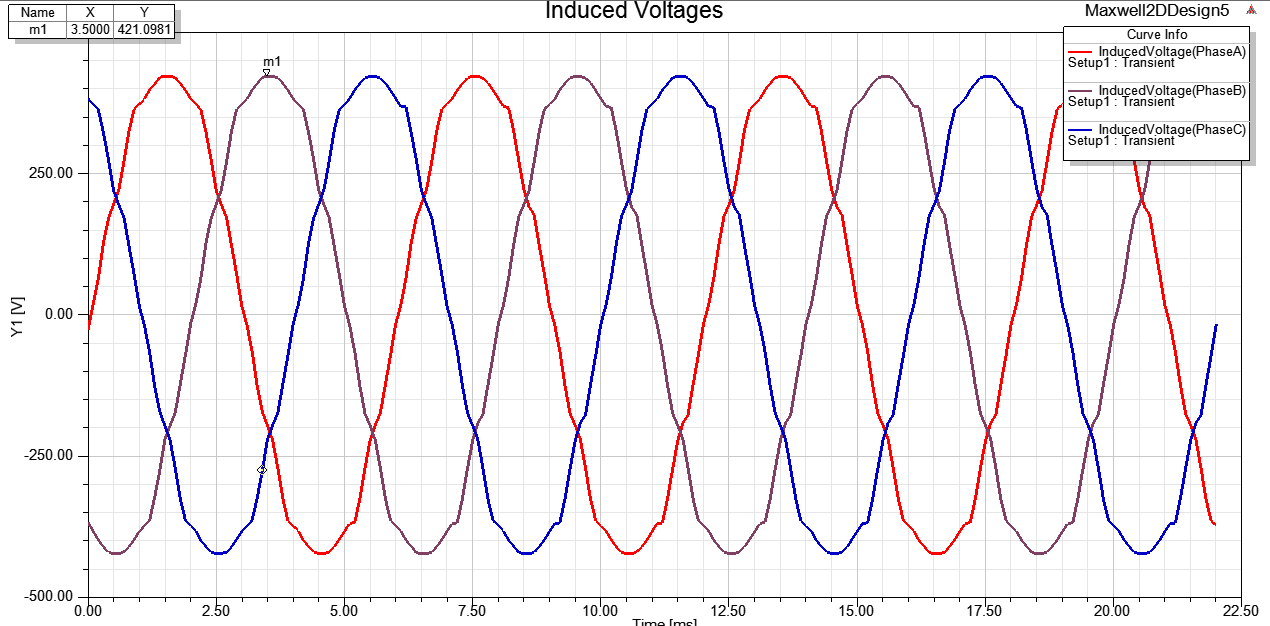 Induced Voltages
Maxwell2DDesign5
Name X Y
m1 3.5000 421.0981
Curve Info
InducedVoltage(PhaseA)
Setup1 : Transient
InducedVoltage(PhaseB)
Setup1 : Transient
InducedVoltage(PhaseC)
Setup1 : Transient
m1
Y1 [V]
250.00
0.00
-250.00
-500.00
0.00 2.50 5.00 7.50 10.00 12.50 15.00 17.50 20.00 22.50
Time [ms]